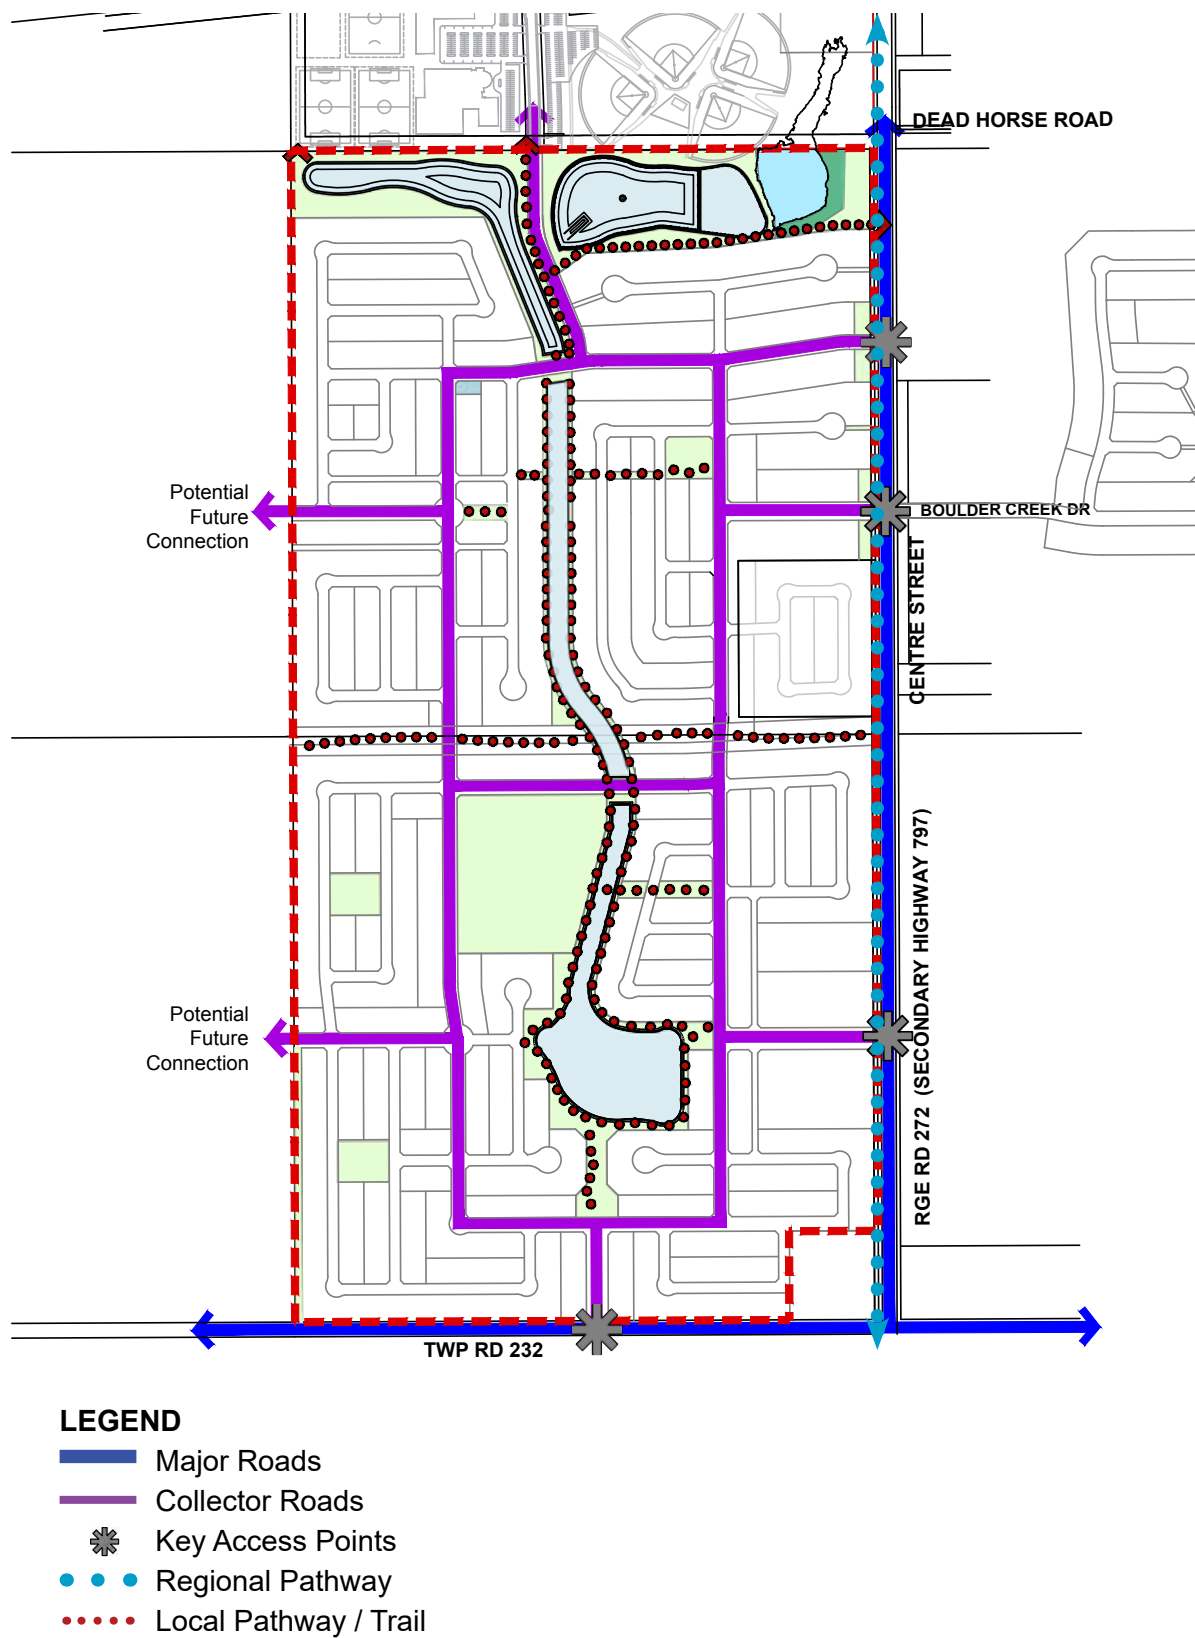 DEAD HORSE ROAD
Potential
Future
Connection
BOULDER CREEK DR
CENTRE STREET
RGE RD 272 (SECONDARY HIGHWAY 797)
Potential
Future
Connection
TWP RD 232
LEGEND
Major Roads
Collector Roads
Key Access Points
Regional Pathway
Local Pathway / Trail